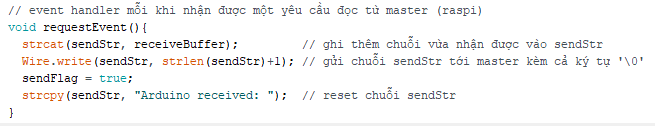 // event handler mỗi khi nhận được một yêu cầu đọc từ master (raspi)
void requestEvent(){
strcat(sendStr, receiveBuffer); // ghi thêm chuỗi vừa nhận được vào sendStr
Wire.write(sendStr, strlen(sendStr)+1); // gửi chuỗi sendStr tới master kèm cả ký tự '\0'
sendFlag = true;
strcpy(sendStr, "Arduino received: "); // reset chuỗi sendStr
}